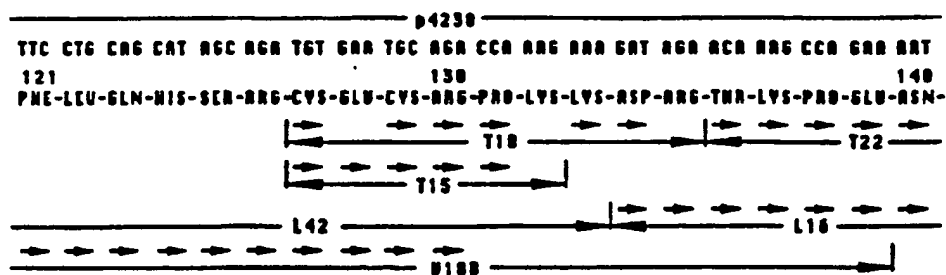 p4238
TTC CTG CAG CAT AGC AGA TGT GAA TGC AGA CCA AAG AAA GAT AGA ACA AAG CCA GAA AAT
121 130 140
PHE-LEU-GLN-HIS-SER-ARG-CYS-GLU-CYS-ARG-PRO-LYS-LYS-ASP-ARG-THR-LYS-PRO-GLU-ASN-
T18 T22
T15
L42 L16